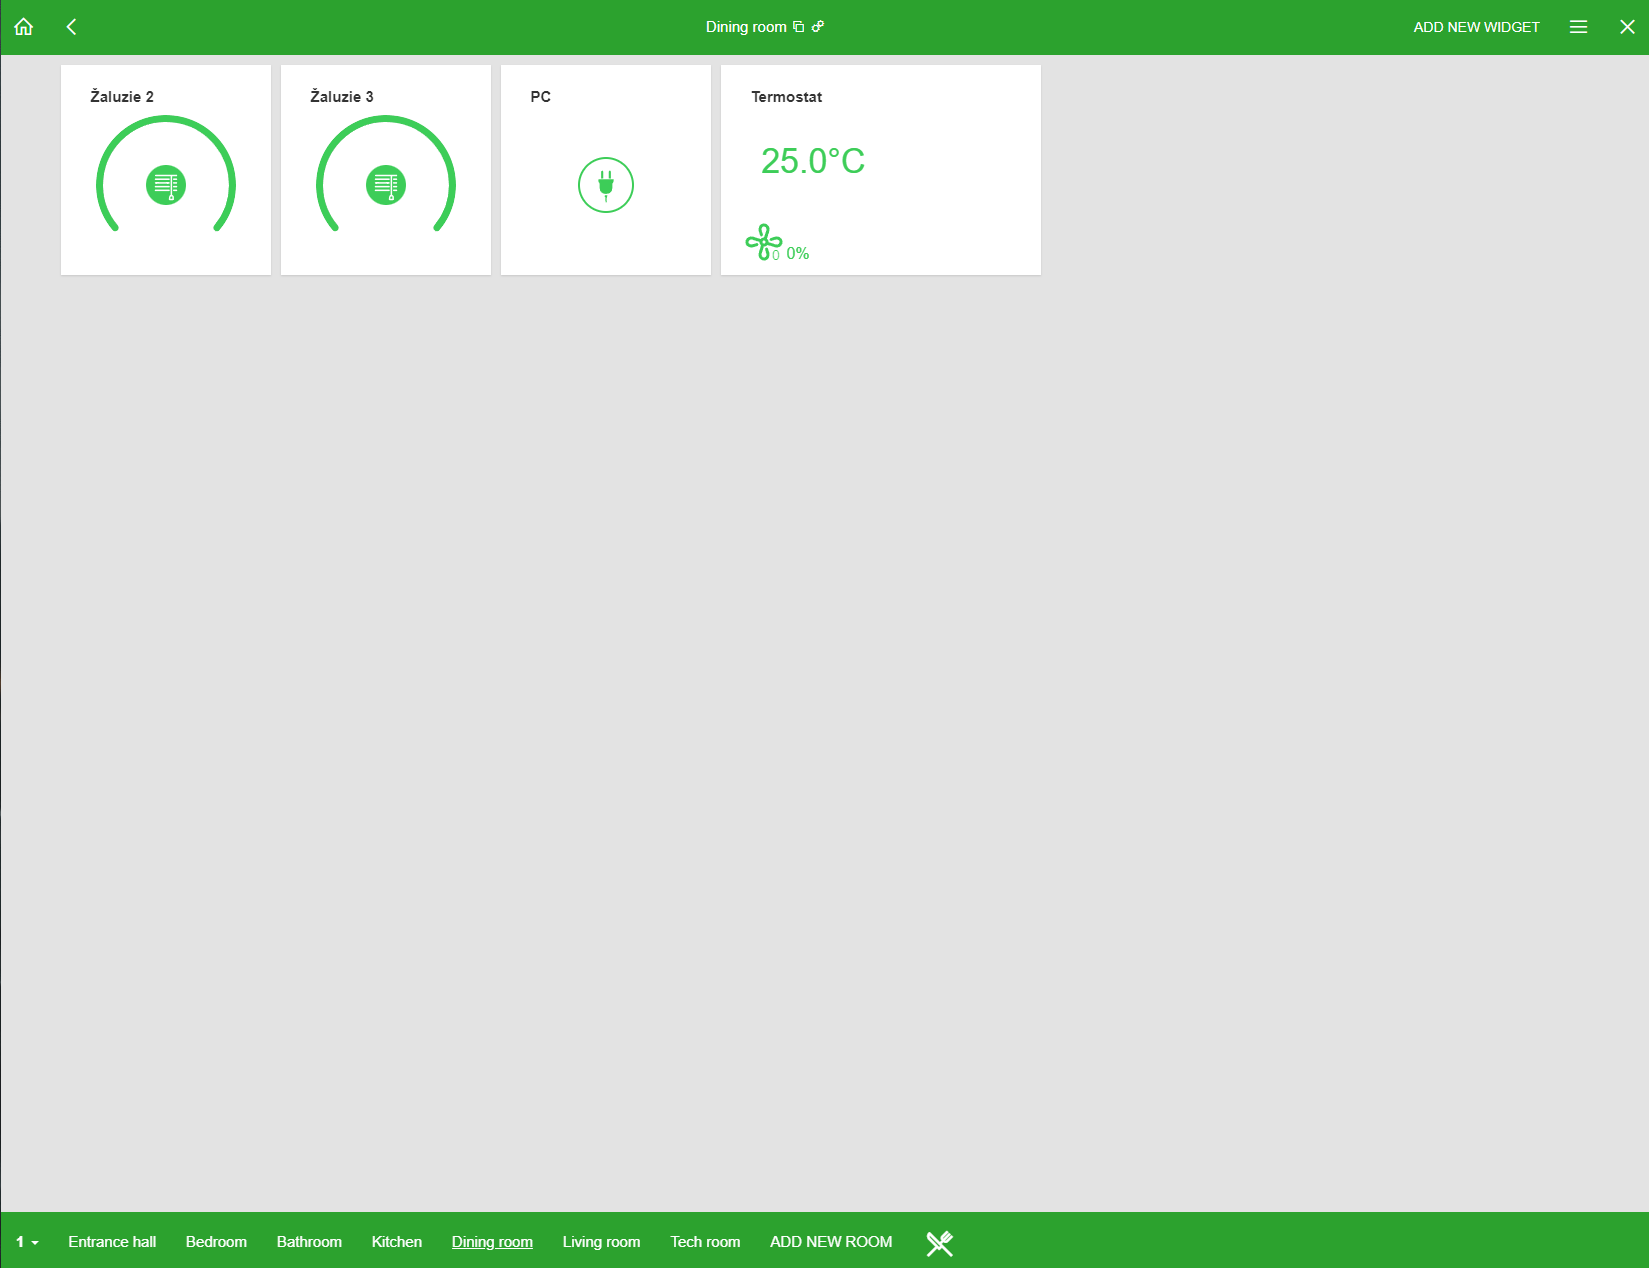 Dining room
ADD NEW WIDGET
Žaluzie 2
Žaluzie 3
PC
Termostat
25.0°C
0 0%
1 Entrance hall Bedroom Bathroom Kitchen Dining room Living room Tech room ADD NEW ROOM